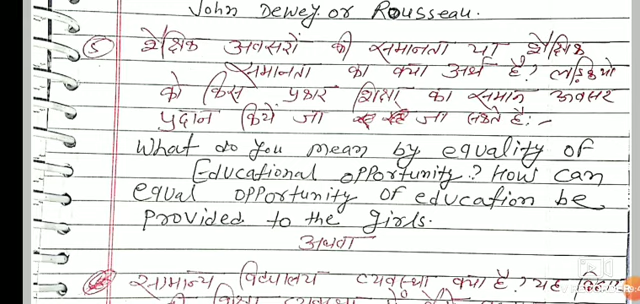 John Dewey or Rousseau.
⑤ शैक्षिक अवसरों की समानता या शैक्षिक
समानता का क्या अर्थ है? लड़कियो
को किस प्रकार शिक्षा का समान अवसर
प्रदान किये जा जा सकते है:-
What do you mean by equality of
Educational opportunity? How can
equal opportunity of education be
provided to the girls.
अथवा
सामान्य विद्यालय व्यवस्था क्या है? यह